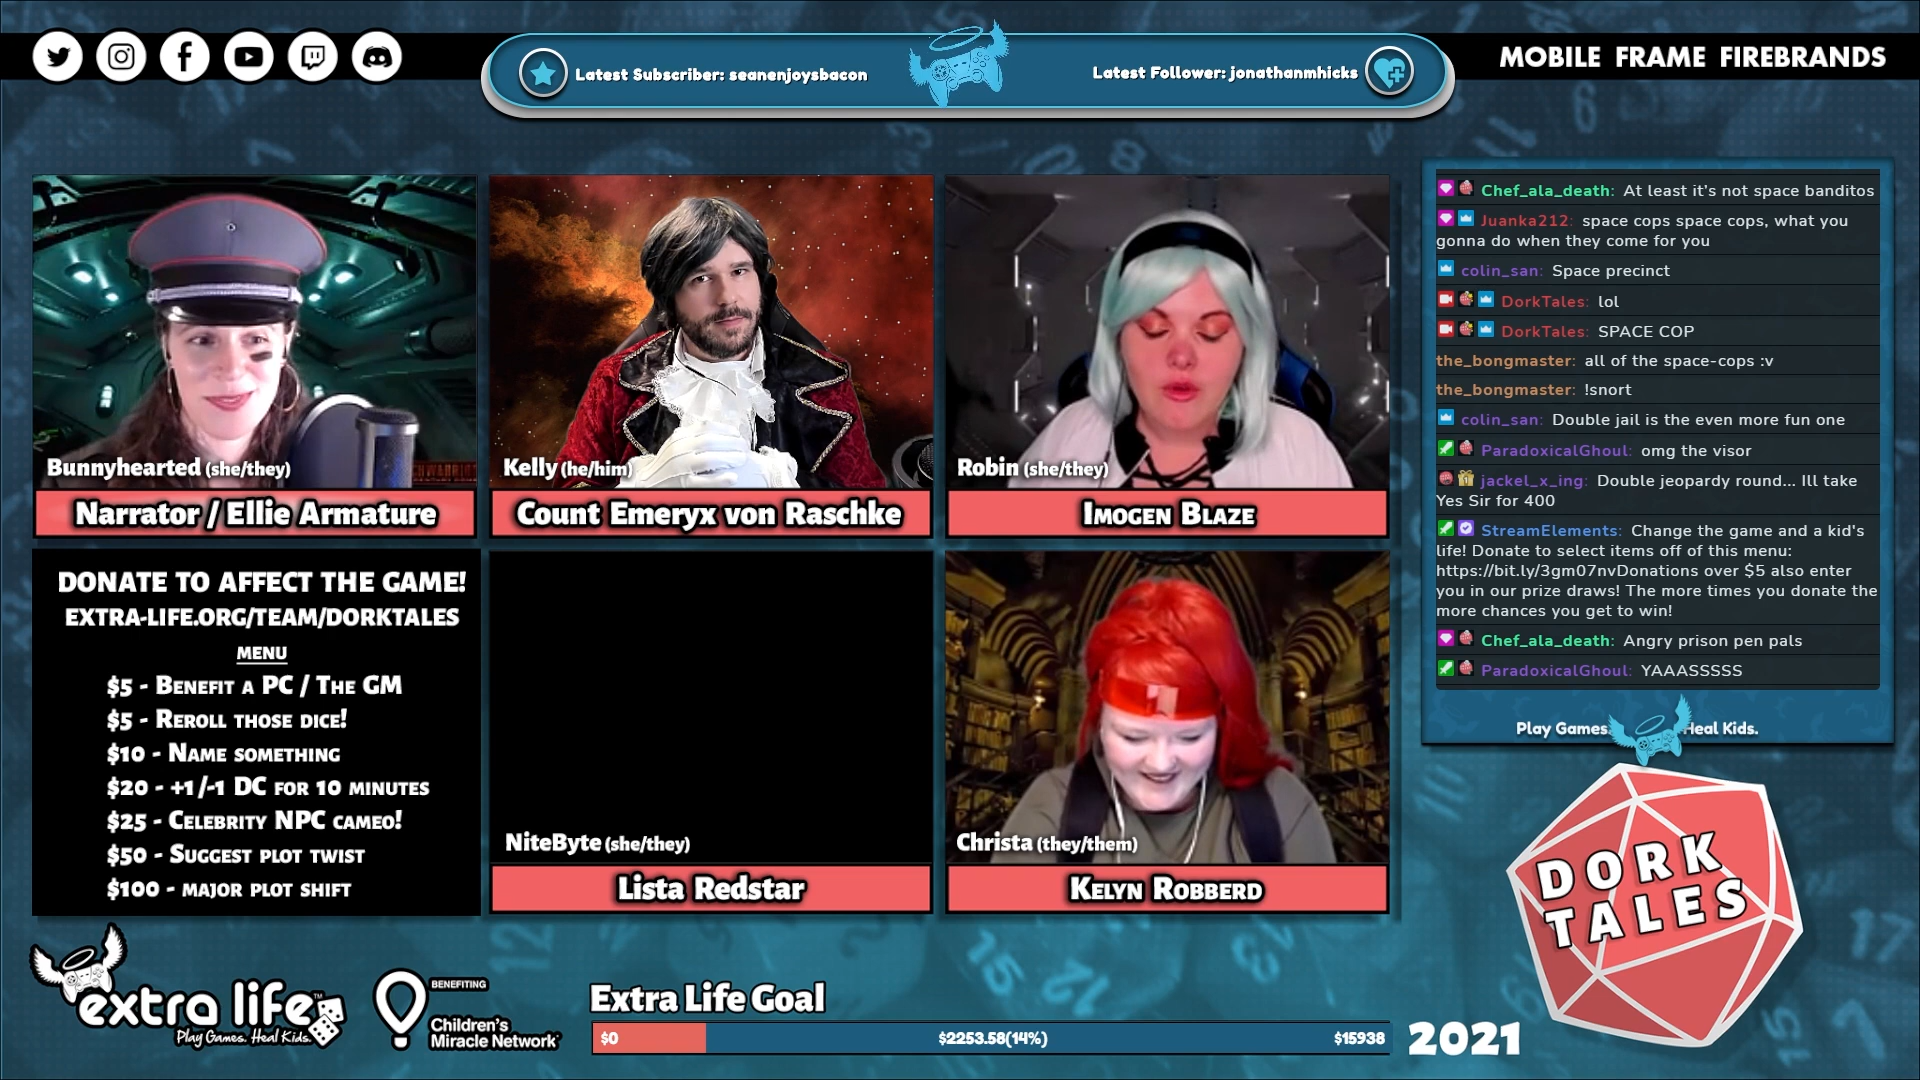 Latest Subscriber: seanenjoysbacon
Latest Follower: jonathanmhicks
MOBILE FRAME FIREBRANDS
Bunnyhearted (she/they)
Narrator / Ellie Armature
Kelly (he/him)
Count Emeryx von Raschke
Robin (she/they)
Imogen Blaze
DONATE TO AFFECT THE GAME!
EXTRA-LIFE.ORG/TEAM/DORKTALES
MENU
$5 - Benefit a PC / The GM
$5 - Reroll those dice!
$10 - Name something
$20 - +1/-1 DC for 10 minutes
$25 - Celebrity NPC cameo!
$50 - Suggest plot twist
$100 - major plot shift
NiteByte (she/they)
Lista Redstar
Christa (they/them)
Kelyn Robberd
Chef_ala_death: At least it's not space banditos
Juanka212: space cops space cops, what you
gonna do when they come for you
colin_san: Space precinct
DorkTales: lol
DorkTales: SPACE COP
the_bongmaster: all of the space-cops :v
the_bongmaster: !snort
colin_san: Double jail is the even more fun one
ParadoxicalGhoul: omg the visor
jackel_x_ing: Double jeopardy round... Ill take
Yes Sir for 400
StreamElements: Change the game and a kid's
life! Donate to select items off of this menu:
https://bit.ly/3gm07nvDonations over $5 also enter
you in our prize draws! The more times you donate the
more chances you get to win!
Chef_ala_death: Angry prison pen pals
ParadoxicalGhoul: YAAASSSSS
Play Games. Heal Kids.
DORK
TALES
extra life™
Play Games. Heal Kids.
BENEFITING
Children's
Miracle Network®
Extra Life Goal
$0
$2253.58(14%)
$15938
2021